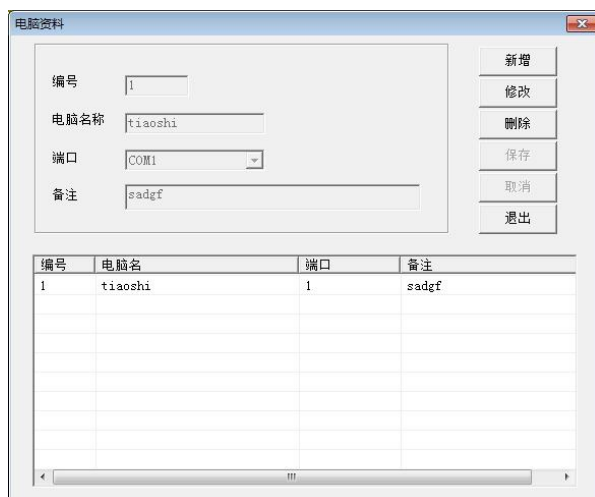 电脑资料
新增
编号 1
修改
电脑名称 tiaoshi
删除
端口 COM1
保存
备注 sadgf
取消
退出
编号 电脑名 端口 备注
1 tiaoshi 1 sadgf